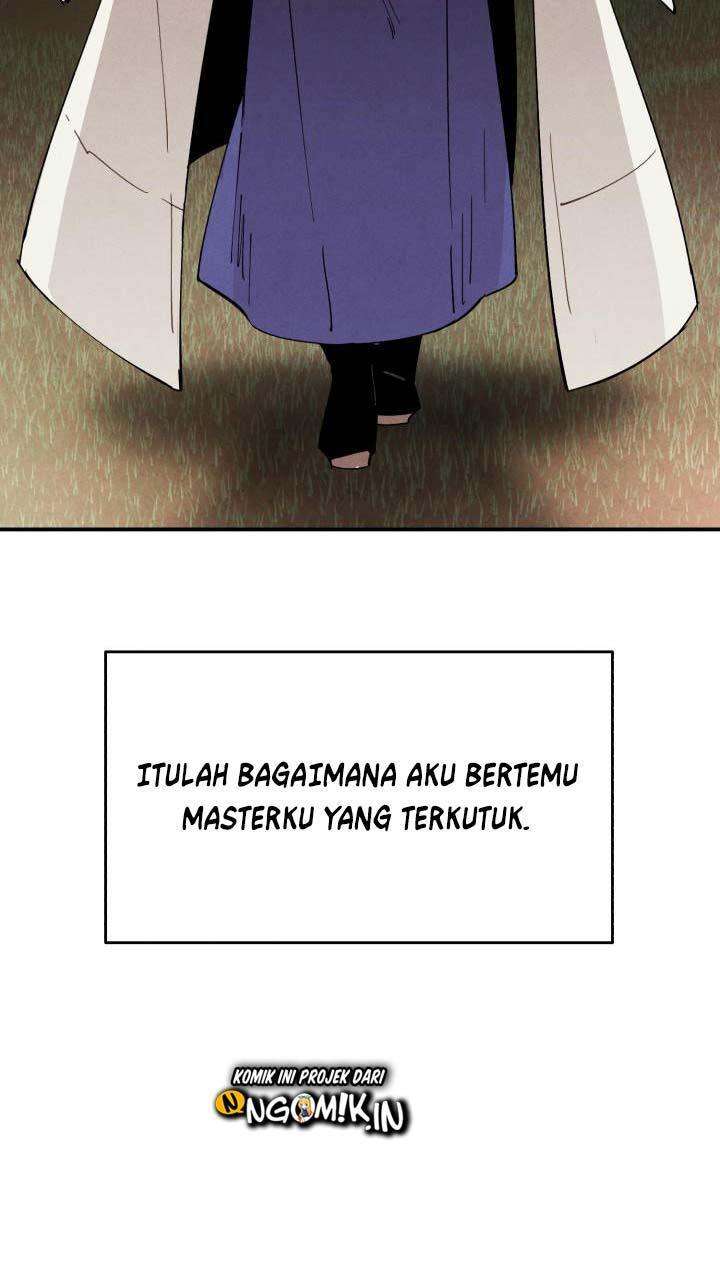 ITULAH BAGAIMANA AKU BERTEMU
MASTERKU YANG TERKUTUK.
KOMIK INI PROJEK DARI
N NGOMIK.IN